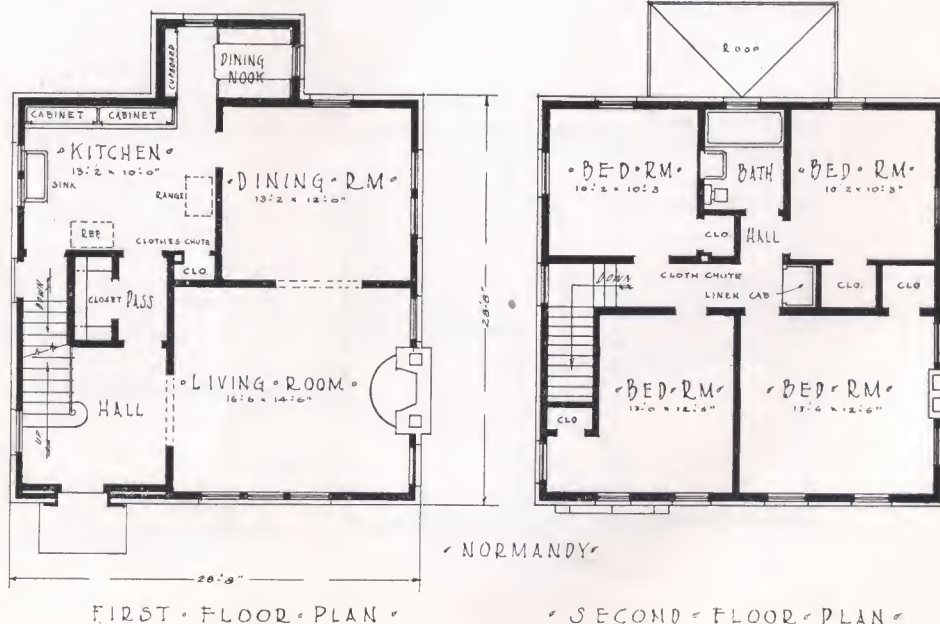 CUPBOARD
DINING
NOOK
CABINET CABINET
KITCHEN
13'2 x 10'0"
SINK
RANGE
REF
CLOTHES CHUTE
CLO.
DINING RM
13'2 x 12'0"
CLOSET
PASS
DOWN
UP
HALL
LIVING ROOM
16'6 x 14'6"
28'8"
28'8"
FIRST FLOOR PLAN
NORMANDY
ROOF
BED RM
10'2 x 10'3
BATH
BED RM
10'2 x 10'3"
CLO
HALL
DOWN
CLOTH CHUTE
LINEN CAB
CLO.
CLO
BED RM
12'6"
BED RM
13'6 x 12'6"
CLO
SECOND FLOOR PLAN